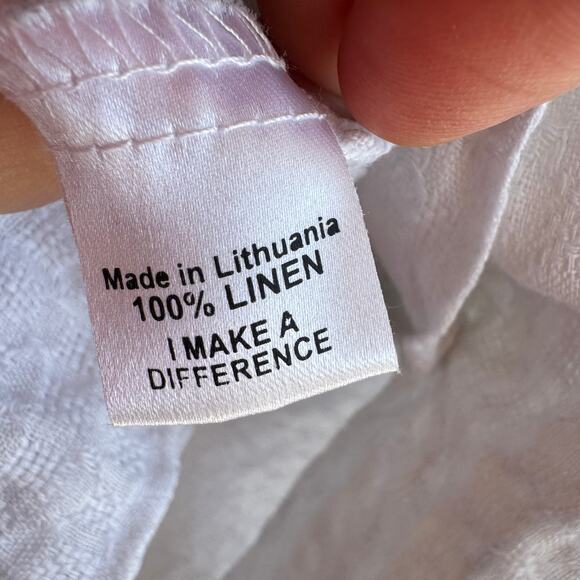 Made in Lithuania
100% LINEN
I MAKE A
DIFFERENCE